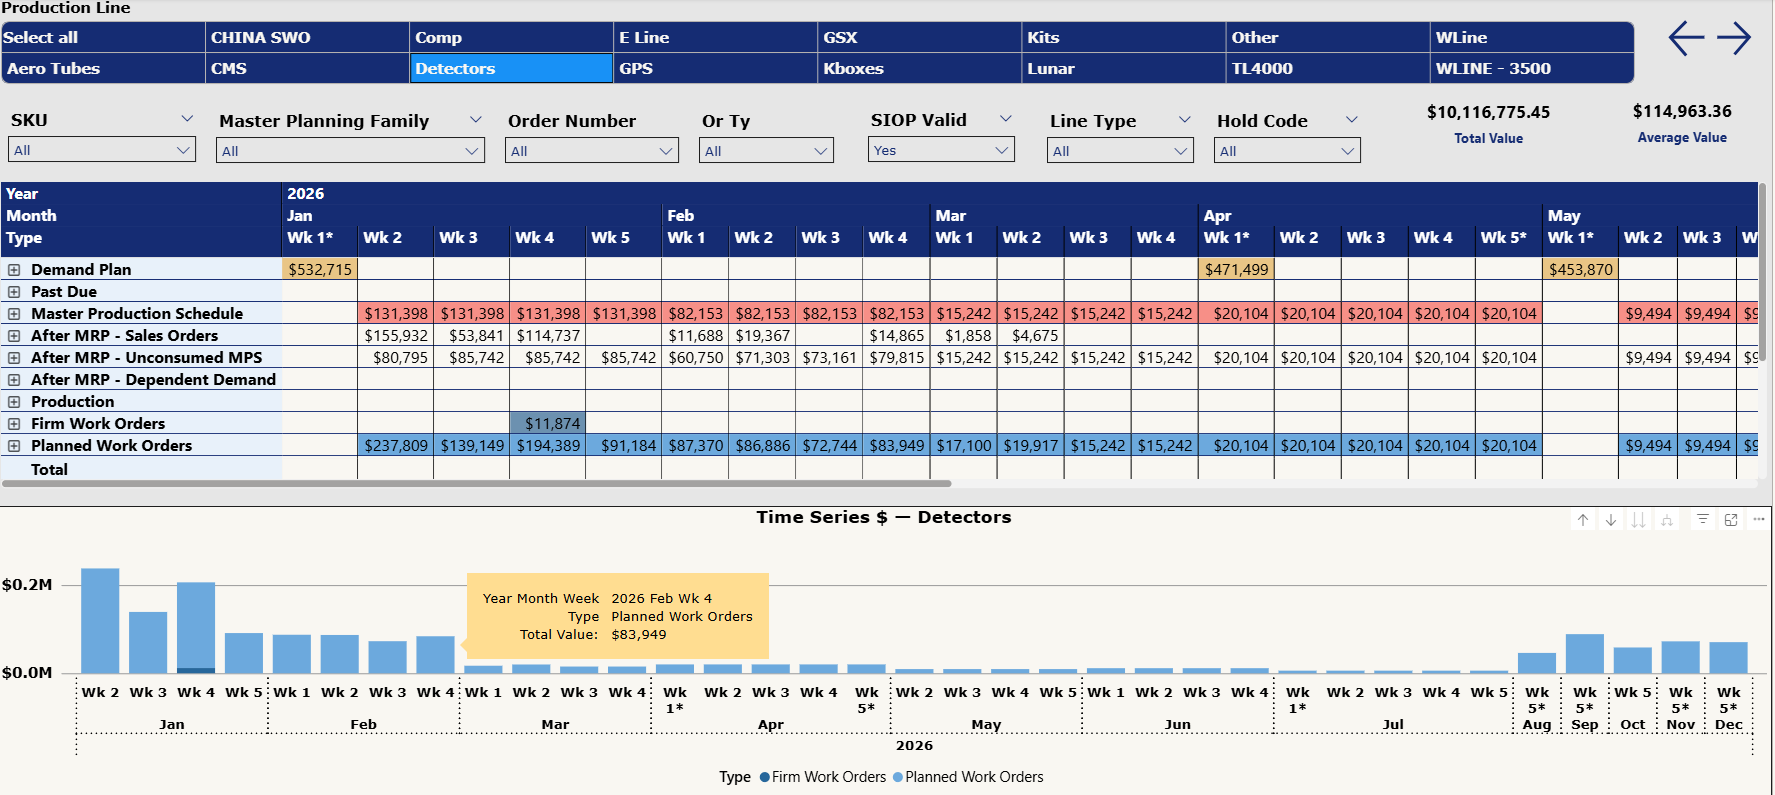 Production Line
Select all CHINA SWO Comp E Line GSX Kits Other WLine
Aero Tubes CMS Detectors GPS Kboxes Lunar TL4000 WLINE - 3500
SKU Master Planning Family Order Number Or Ty SIOP Valid Line Type Hold Code $10,116,775.45 $114,963.36
All All All All Yes All All Total Value Average Value
Year 2026
Month Jan Feb Mar Apr May
Type Wk 1* Wk 2 Wk 3 Wk 4 Wk 5 Wk 1 Wk 2 Wk 3 Wk 4 Wk 1 Wk 2 Wk 3 Wk 4 Wk 1* Wk 2 Wk 3 Wk 4 Wk 5* Wk 1* Wk 2 Wk 3 W
Demand Plan $532,715 $471,499 $453,870
Past Due
Master Production Schedule $131,398 $131,398 $131,398 $131,398 $82,153 $82,153 $82,153 $82,153 $15,242 $15,242 $15,242 $15,242 $20,104 $20,104 $20,104 $20,104 $20,104 $9,494 $9,494 $9
After MRP - Sales Orders $155,932 $53,841 $114,737 $11,688 $19,367 $14,865 $1,858 $4,675
After MRP - Unconsumed MPS $80,795 $85,742 $85,742 $85,742 $60,750 $71,303 $73,161 $79,815 $15,242 $15,242 $15,242 $15,242 $20,104 $20,104 $20,104 $20,104 $20,104 $9,494 $9,494 $9
After MRP - Dependent Demand
Production
Firm Work Orders $11,874
Planned Work Orders $237,809 $139,149 $194,389 $91,184 $87,370 $86,886 $72,744 $83,949 $17,100 $19,917 $15,242 $15,242 $20,104 $20,104 $20,104 $20,104 $20,104 $9,494 $9,494 $9
Total
Time Series $ — Detectors
$0.2M
Year Month Week 2026 Feb Wk 4
Type Planned Work Orders
Total Value: $83,949
$0.0M
Wk 2 Wk 3 Wk 4 Wk 5 Wk 1 Wk 2 Wk 3 Wk 4 Wk 1 Wk 2 Wk 3 Wk 4 Wk 1* Wk 2 Wk 3 Wk 4 Wk 5* Wk 2 Wk 3 Wk 4 Wk 5 Wk 1 Wk 2 Wk 3 Wk 4 Wk 1* Wk 2 Wk 3 Wk 4 Wk 5 Wk 5* Wk 5* Wk 5 Wk 5* Wk 5*
Jan Feb Mar Apr May Jun Jul Aug Sep Oct Nov Dec
2026
Type Firm Work Orders Planned Work Orders